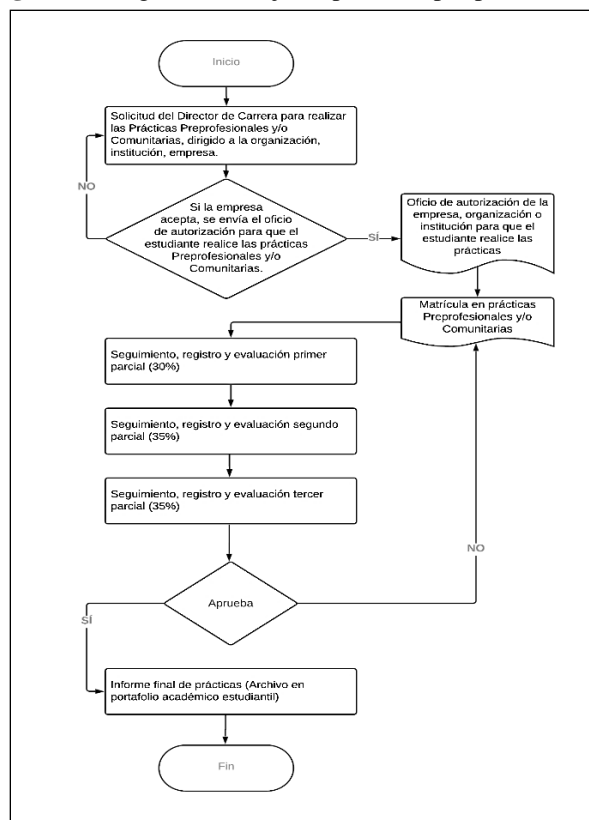 Inicio
Solicitud del Director de Carrera para realizar
las Prácticas Preprofesionales y/o
Comunitarias, dirigido a la organización,
institución, empresa.
NO
Si la empresa
acepta, se envía el oficio
de autorización para que el
estudiante realice las prácticas
Preprofesionales y/o
Comunitarias.
SÍ
Oficio de autorización de la
empresa, organización o
institución para que el
estudiante realice las
prácticas
Matrícula en prácticas
Preprofesionales y/o
Comunitarias
Seguimiento, registro y evaluación primer
parcial (30%)
Seguimiento, registro y evaluación segundo
parcial (35%)
Seguimiento, registro y evaluación tercer
parcial (35%)
NO
Aprueba
SÍ
Informe final de prácticas (Archivo en
portafolio académico estudiantil)
Fin